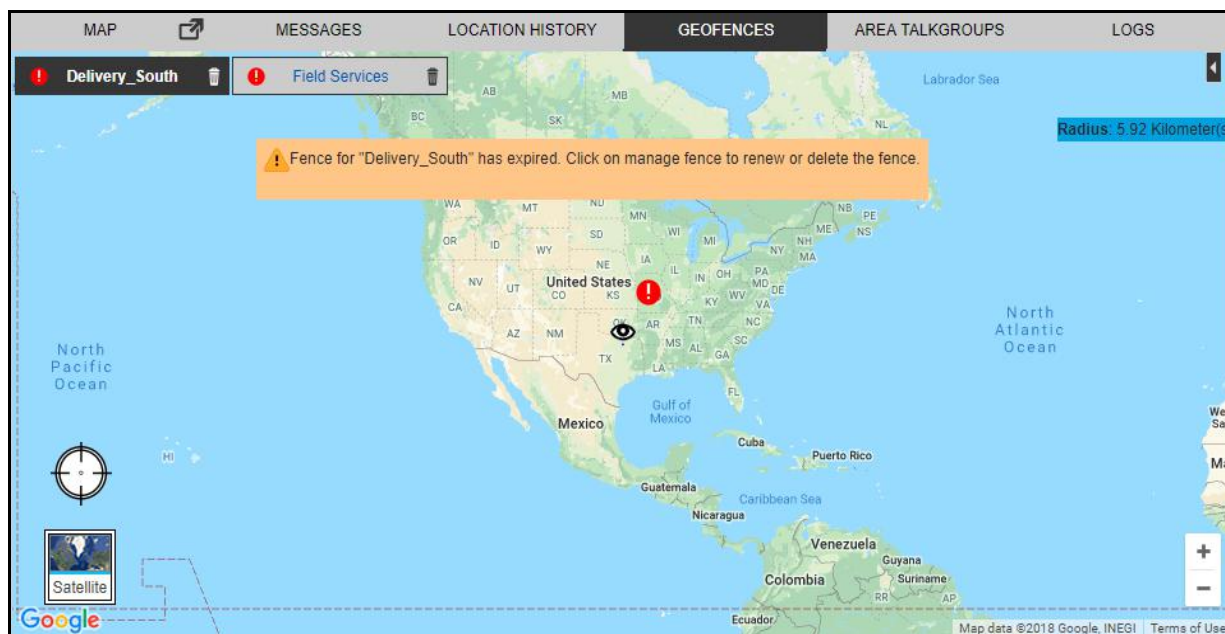 MAP MESSAGES LOCATION HISTORY GEOFENCES AREA TALKGROUPS LOGS
Delivery_South Field Services
Labrador Sea
AB
MB
BC
SK
NL
Radius: 5.92 Kilometer(s
Fence for "Delivery_South" has expired. Click on manage fence to renew or delete the fence.
WA
MT
ND
MN
NB
PE
OR
ID
SD
WI
ME
NS
WY
MI
NH
NY
MA
NE
IA
NV
UT
United States
IL
IN
OH
PA
MD
DE
CO
KS
KY
WV
VA
CA
AZ
NM
OK
AR
TN
NC
MS
AL
SC
GA
TX
LA
FL
North
Pacific
Ocean
North
Atlantic
Ocean
Gulf of
Mexico
Mexico
We
Sa
Cuba
Puerto Rico
HI
Ma
Guatemala
Caribbean Sea
Nicaragua
Venezuela
Guyana
Colombia
Suriname
RR
AP
Satellite
Ecuador
Google
Map data ©2018 Google, INEGI Terms of Use